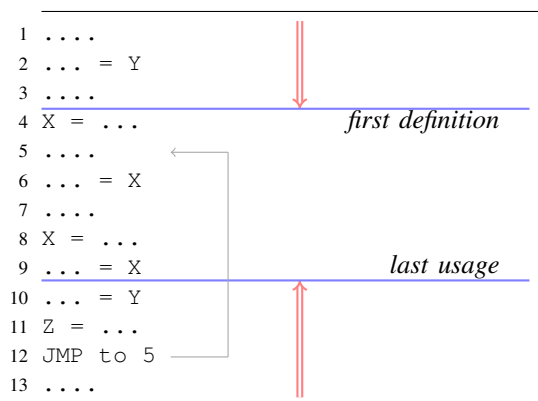 1 ....
2 ... = Y
3 ....
4 X = ... first definition
5 ....
6 ... = X
7 ....
8 X = ...
9 ... = X last usage
10 ... = Y
11 Z = ...
12 JMP to 5
13 ....